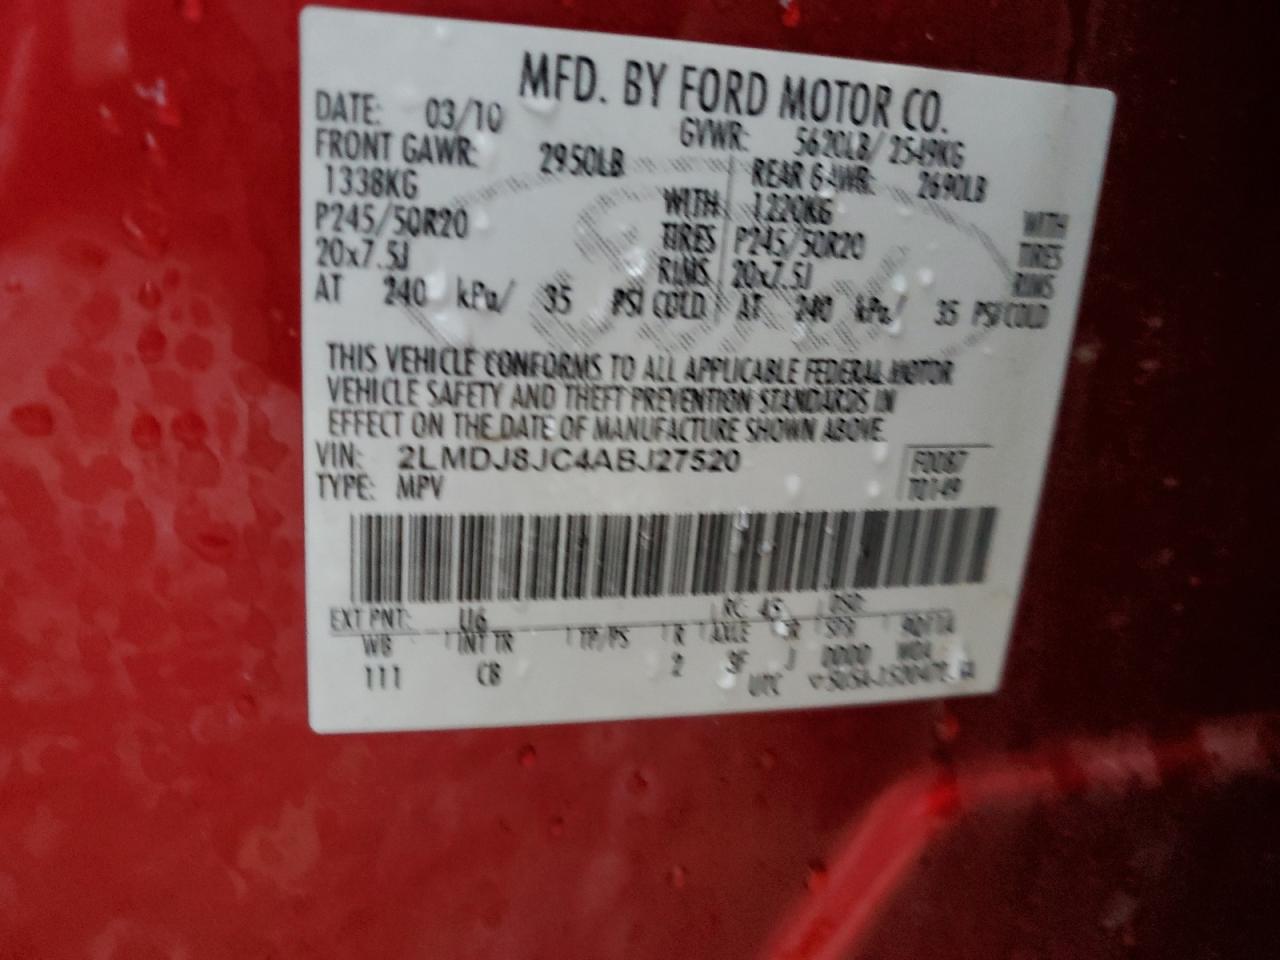 MFD. BY FORD MOTOR CO.
DATE: 03/10 GVWR: 5620LB/2549KG
FRONT GAWR: 2950LB REAR GAWR: 2690LB
1338KG WITH 1220KG WITH
P245/50R20 TIRES P245/50R20 TIRES
20x7.5J RIMS 20x7.5J RIMS
AT 240 kPa/ 35 PSI COLD AT 240 kPa/ 35 PSI COLD
THIS VEHICLE CONFORMS TO ALL APPLICABLE FEDERAL MOTOR
VEHICLE SAFETY AND THEFT PREVENTION STANDARDS IN
EFFECT ON THE DATE OF MANUFACTURE SHOWN ABOVE.
VIN: 2LMDJ8JC4ABJ27520
TYPE: MPV
F0087
T0149
EXT PNT: U6 RC: 45 DSO:
WB INT TR TP/PS R AXLE TR SPR
111 CB 2 3F J 0000
UTC